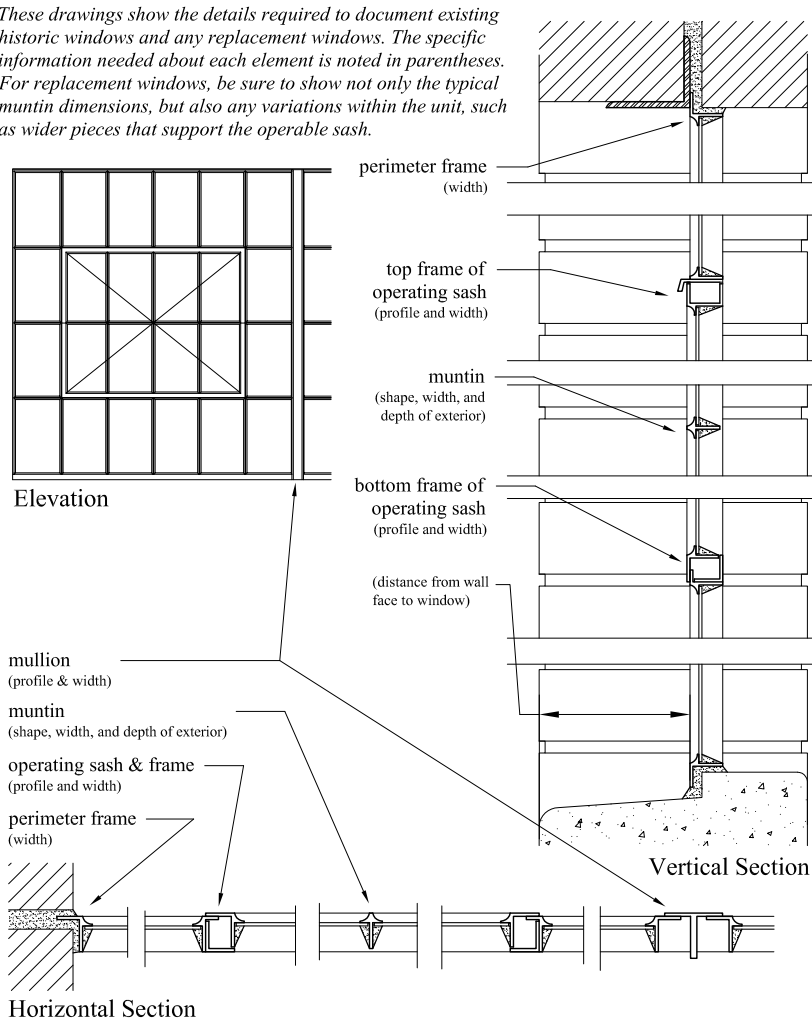 These drawings show the details required to document existing
historic windows and any replacement windows. The specific
information needed about each element is noted in parentheses.
For replacement windows, be sure to show not only the typical
muntin dimensions, but also any variations within the unit, such
as wider pieces that support the operable sash.
perimeter frame
(width)
top frame of
operating sash
(profile and width)
muntin
(shape, width, and
depth of exterior)
Elevation
bottom frame of
operating sash
(profile and width)
(distance from wall
face to window)
mullion
(profile & width)
muntin
(shape, width, and depth of exterior)
operating sash & frame
(profile and width)
perimeter frame
(width)
Vertical Section
Horizontal Section